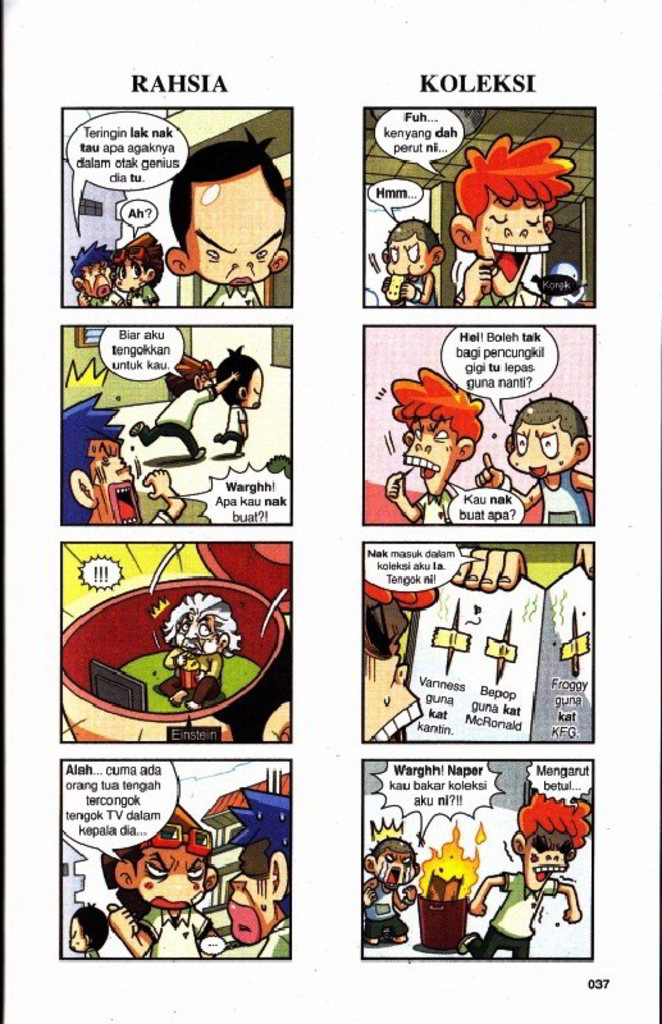 RAHSIA
Teringin lak nak
tau apa agaknya
dalam otak genius
dia tu.
Ah?
Biar aku
tengokkan
untuk kau.
Warghh!
Apa kau nak
buat?!
!!!
Einstein
Alah... cuma ada
orang tua tengah
tercongok
tengok TV dalam
kepala dia...
...
KOLEKSI
Fuh...
kenyang dah
perut ni...
Hmm...
Korek
Hei! Boleh tak
bagi pencungkil
gigi tu lepas
guna nanti?
Kau nak
buat apa?
Nak masuk dalam
koleksi aku la.
Tengok ni!
Vanness
guna
kat
kantin.
Bepop
guna kat
McRonald
Froggy
guna
kat
KFG.
Warghh! Naper
kau bakar koleksi
aku ni?!!
Mengarut
betul...
037